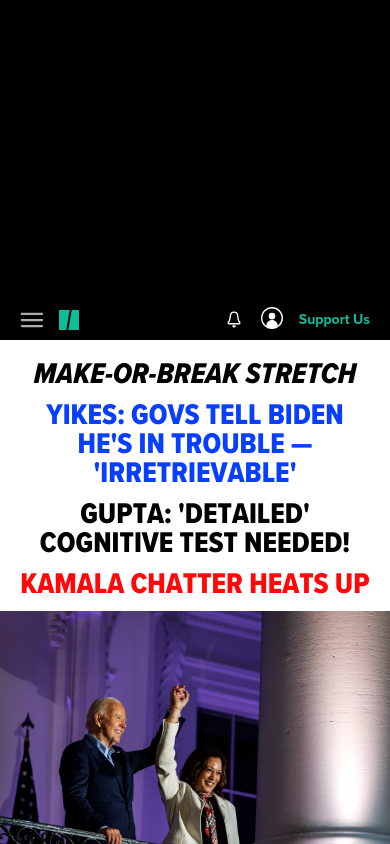 Support Us
MAKE-OR-BREAK STRETCH
YIKES: GOVS TELL BIDEN
HE'S IN TROUBLE —
'IRRETRIEVABLE'
GUPTA: 'DETAILED'
COGNITIVE TEST NEEDED!
KAMALA CHATTER HEATS UP